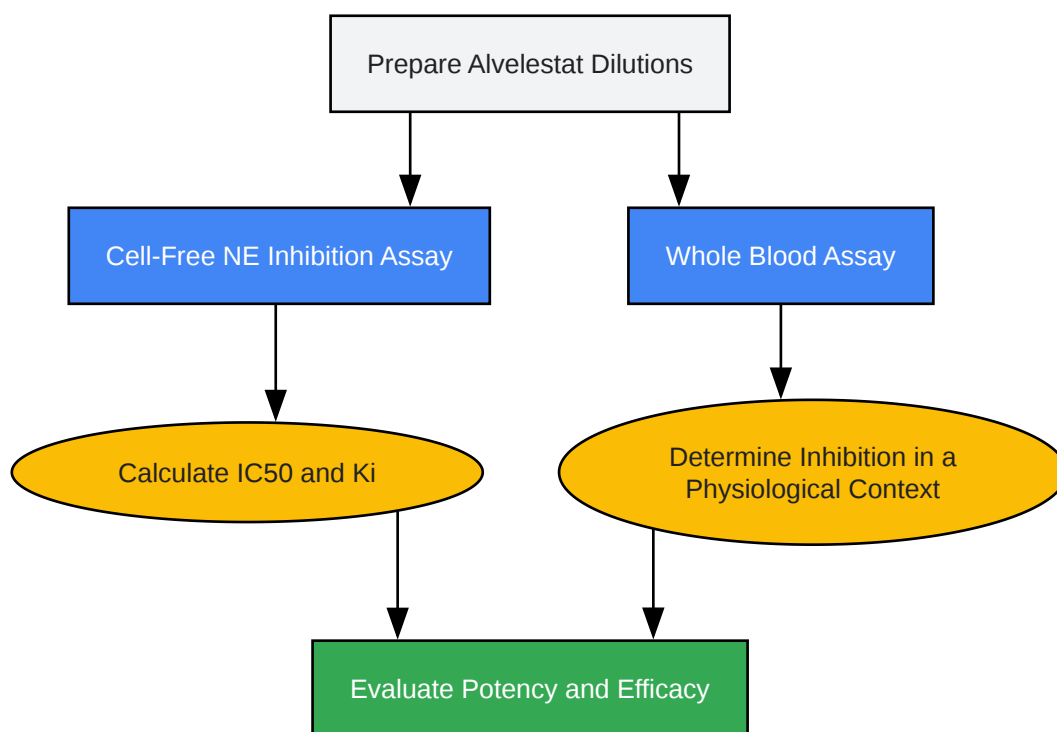 Prepare Alvelestat Dilutions
Cell-Free NE Inhibition Assay
Whole Blood Assay
Calculate IC50 and Ki
Determine Inhibition in a
Physiological Context
Evaluate Potency and Efficacy